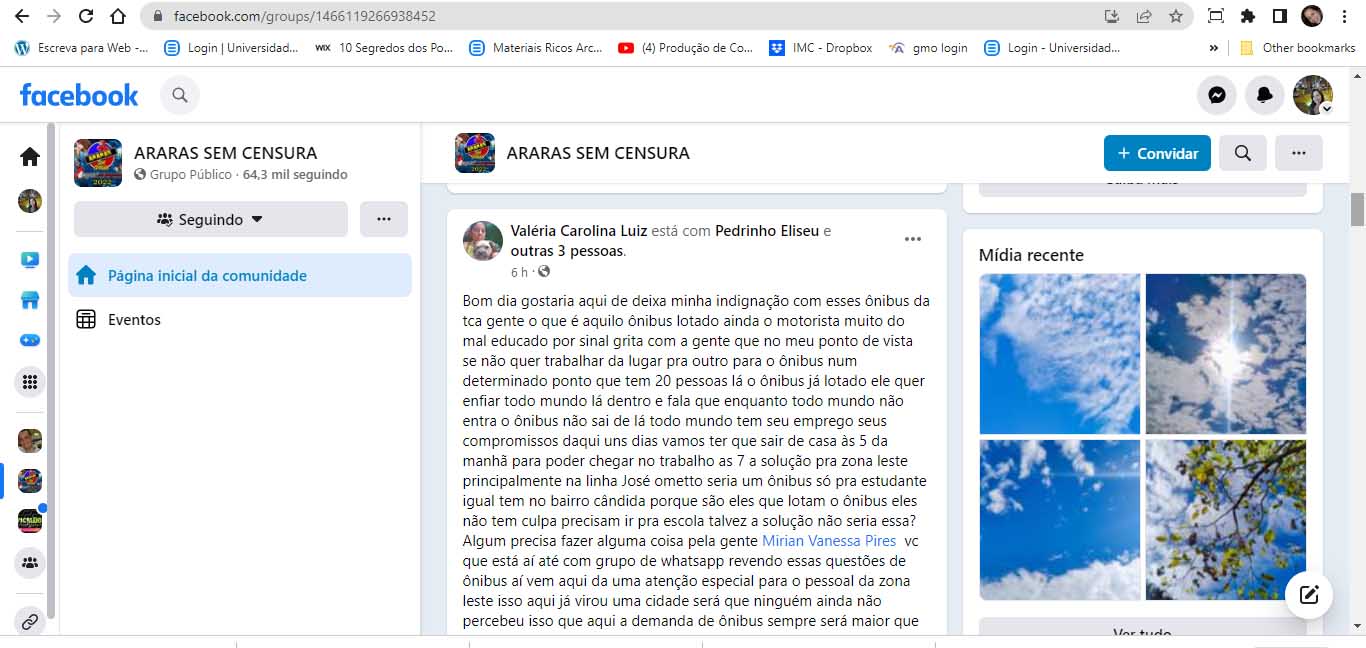 facebook.com/groups/1466119266938452
Escreva para Web -...
Login | Universidad...
WIX 10 Segredos dos Po...
Materiais Ricos Arc...
(4) Produção de Co...
IMC - Dropbox
gmo login
Login - Universidad...
»
Other bookmarks
facebook
ARARAS SEM CENSURA
Grupo Público · 64,3 mil seguindo
Seguindo
Página inicial da comunidade
Eventos
ARARAS SEM CENSURA
+ Convidar
Valéria Carolina Luiz está com Pedrinho Eliseu e
outras 3 pessoas.
6 h ·
Bom dia gostaria aqui de deixa minha indignação com esses ônibus da
tca gente o que é aquilo ônibus lotado ainda o motorista muito do
mal educado por sinal grita com a gente que no meu ponto de vista
se não quer trabalhar da lugar pra outro para o ônibus num
determinado ponto que tem 20 pessoas lá o ônibus já lotado ele quer
enfiar todo mundo lá dentro e fala que enquanto todo mundo não
entra o ônibus não sai de lá todo mundo tem seu emprego seus
compromissos daqui uns dias vamos ter que sair de casa às 5 da
manhã para poder chegar no trabalho as 7 a solução pra zona leste
principalmente na linha José ometto seria um ônibus só pra estudante
igual tem no bairro cândida porque são eles que lotam o ônibus eles
não tem culpa precisam ir pra escola talvez a solução não seria essa?
Algum precisa fazer alguma coisa pela gente Mirian Vanessa Pires vc
que está aí até com grupo de whatsapp revendo essas questões de
ônibus aí vem aqui da uma atenção especial para o pessoal da zona
leste isso aqui já virou uma cidade será que ninguém ainda não
percebeu isso que aqui a demanda de ônibus sempre será maior que
Mídia recente
Ver tudo